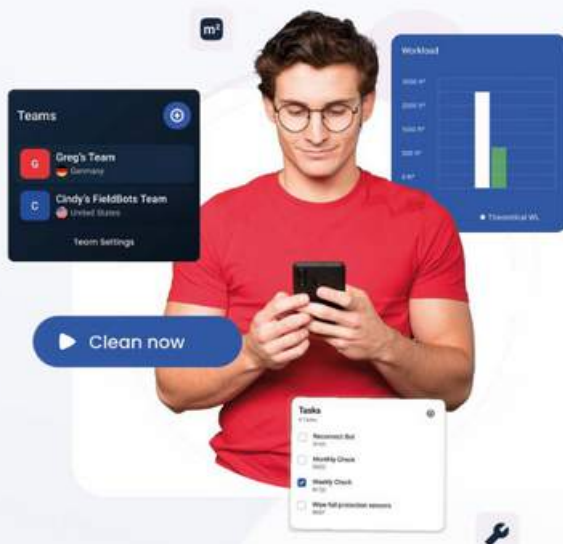 m²
Workload
Teams
G
Greg's Team
Germany
C
Cindy's FieldBots Team
United States
Team Settings
Theoretical WL
Clean now
Tasks
Reconnect Bot
Monthly Check
Weekly Check
Wipe fall protection sensors